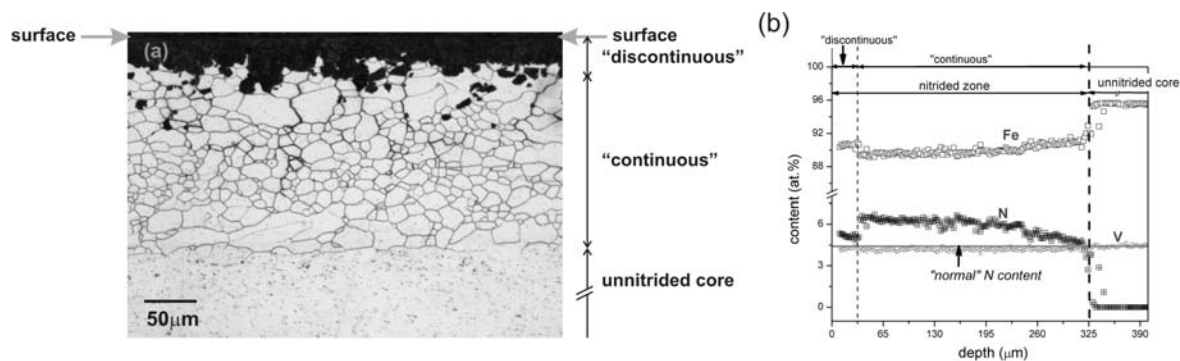 surface
(a)
surface
"discontinuous"
"continuous"
unnitrided core
50μm
(b)
"discontinuous"
"continuous"
nitrided zone
unnitrided core
100
96
92
88
6
3
0
content (at.%)
Fe
N
V
"normal" N content
0 65 130 195 260 325 390
depth (μm)